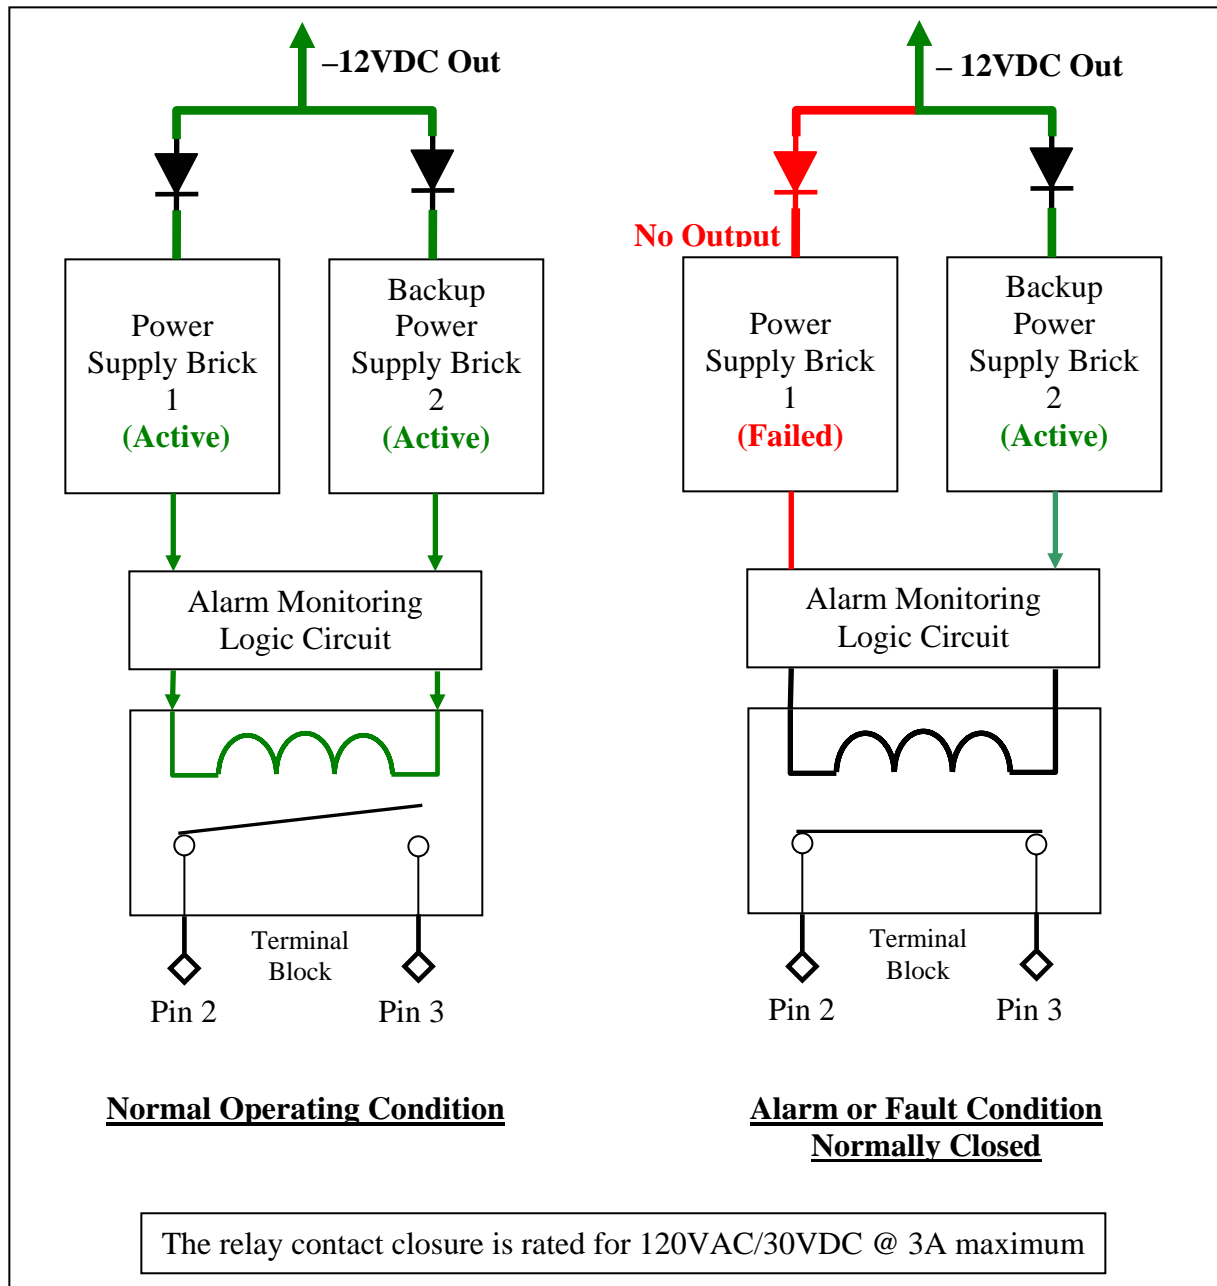 –12VDC Out
Power
Supply Brick
1
(Active)
Backup
Power
Supply Brick
2
(Active)
Alarm Monitoring
Logic Circuit
Terminal
Block
Pin 2
Pin 3
Normal Operating Condition
– 12VDC Out
No Output
Power
Supply Brick
1
(Failed)
Backup
Power
Supply Brick
2
(Active)
Alarm Monitoring
Logic Circuit
Terminal
Block
Pin 2
Pin 3
Alarm or Fault Condition
Normally Closed
The relay contact closure is rated for 120VAC/30VDC @ 3A maximum